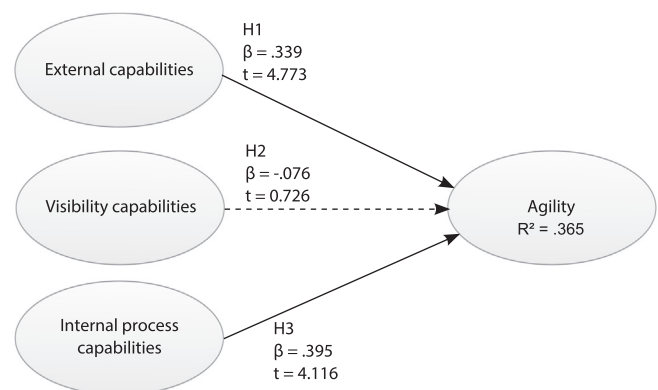 External capabilities
H1
β = .339
t = 4.773
Visibility capabilities
H2
β = -.076
t = 0.726
Internal process
capabilities
H3
β = .395
t = 4.116
Agility
R² = .365